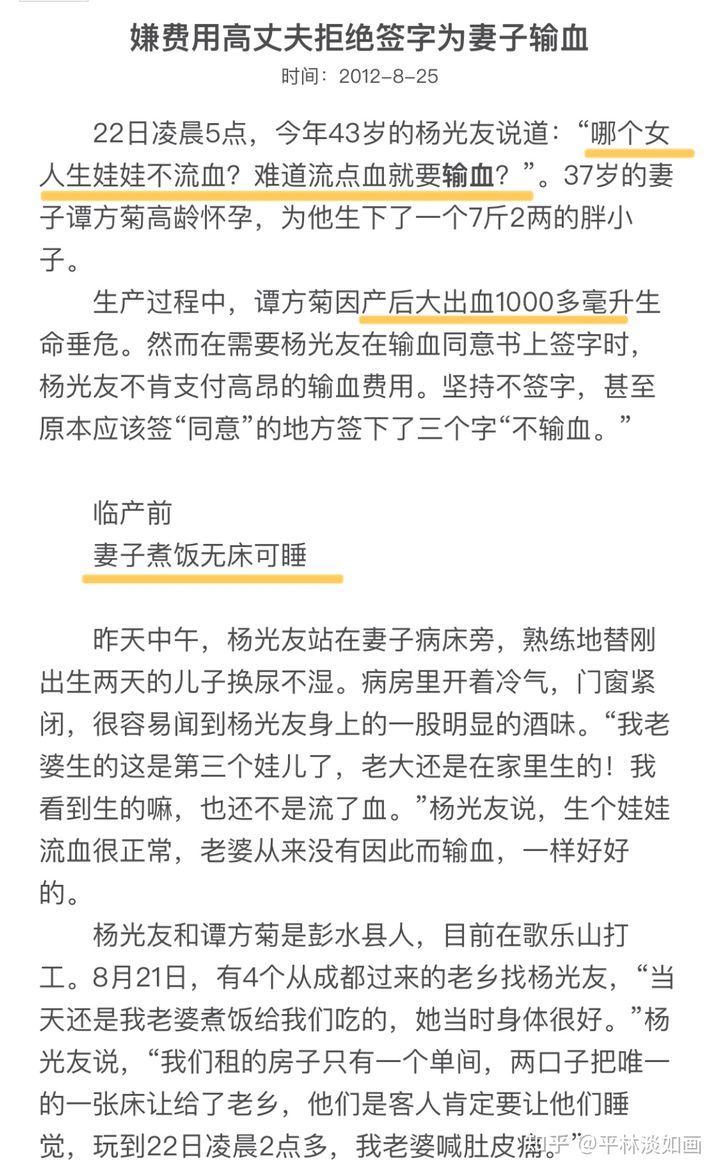 嫌费用高丈夫拒绝签字为妻子输血
时间：2012-8-25
22日凌晨5点，今年43岁的杨光友说道：“哪个女
人生娃娃不流血？难道流点血就要输血？”。37岁的妻
子谭方菊高龄怀孕，为他生下了一个7斤2两的胖小
子。
生产过程中，谭方菊因产后大出血1000多毫升生
命垂危。然而在需要杨光友在输血同意书上签字时，
杨光友不肯支付高昂的输血费用。坚持不签字，甚至
原本应该签“同意”的地方签下了三个字“不输血。”
临产前
妻子煮饭无床可睡
昨天中午，杨光友站在妻子病床旁，熟练地替刚
出生两天的儿子换尿不湿。病房里开着冷气，门窗紧
闭，很容易闻到杨光友身上的一股明显的酒味。“我老
婆生的这是第三个娃儿了，老大还是在家里生的！我
看到生的嘛，也还不是流了血。”杨光友说，生个娃娃
流血很正常，老婆从来没有因此而输血，一样好好
的。
杨光友和谭方菊是彭水县人，目前在歌乐山打
工。8月21日，有4个从成都过来的老乡找杨光友，“当
天还是我老婆煮饭给我们吃的，她当时身体很好。”杨
光友说，“我们租的房子只有一个单间，两口子把唯一
的一张床让给了老乡，他们是客人肯定要让他们睡
觉，玩到22日凌晨2点多，我老婆喊肚皮痛。”
知乎 @平林淡如画